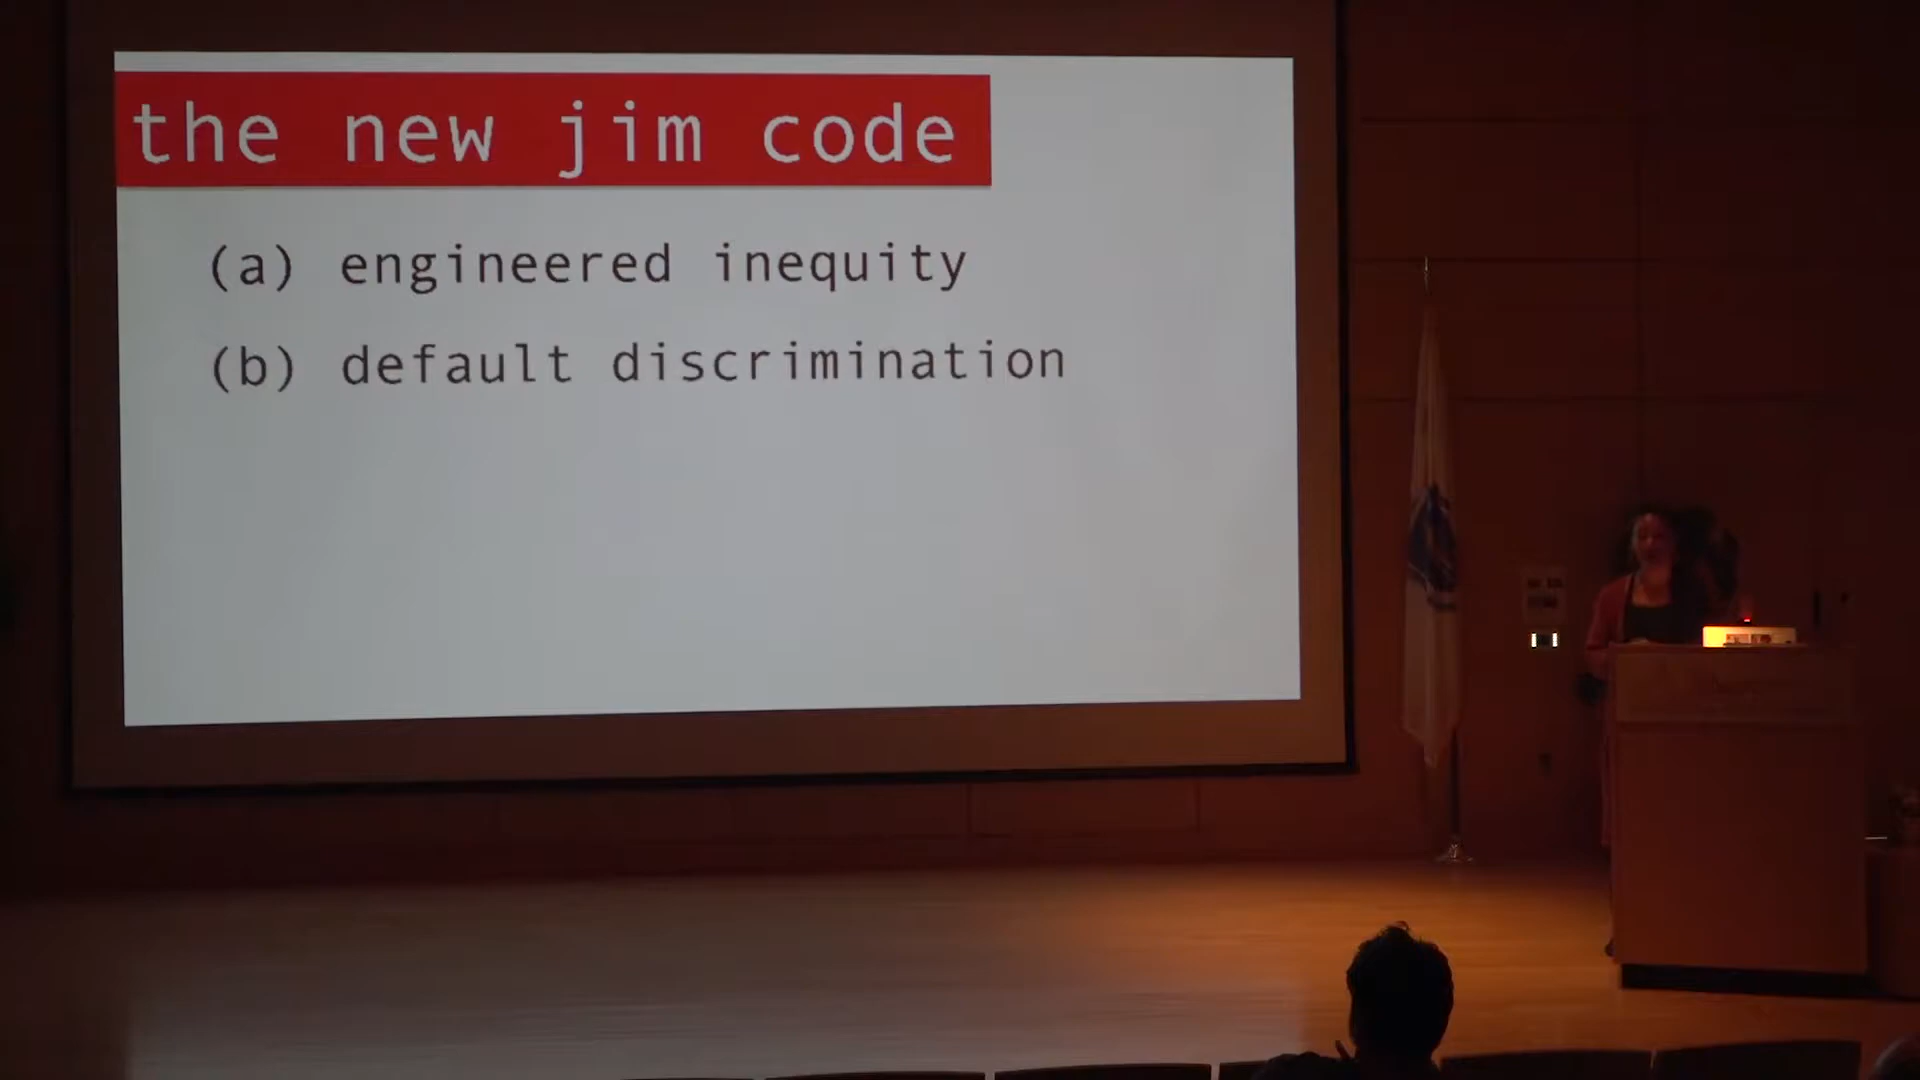 the new jim code
(a) engineered inequity
(b) default discrimination